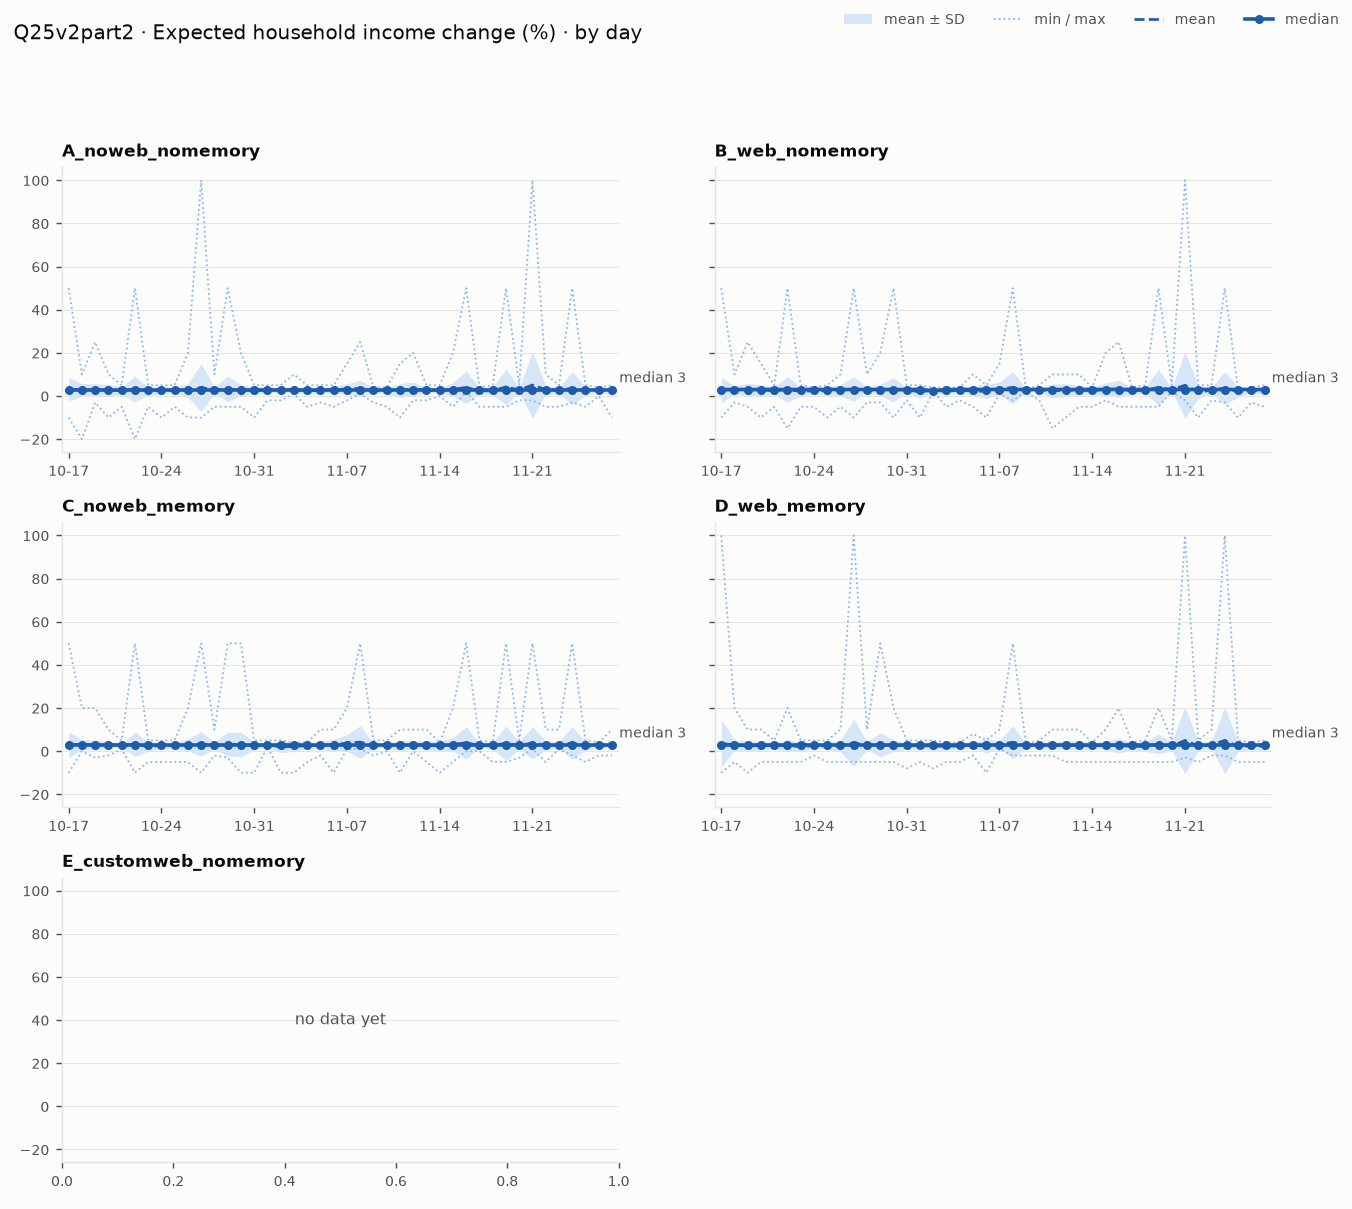 Q25v2part2 · Expected household income change (%) · by day
mean ± SD min / max mean median
A_noweb_nomemory
100
80
60
40
20
0
−20
10-17 10-24 10-31 11-07 11-14 11-21
median 3
B_web_nomemory
10-17 10-24 10-31 11-07 11-14 11-21
median 3
C_noweb_memory
100
80
60
40
20
0
−20
10-17 10-24 10-31 11-07 11-14 11-21
median 3
D_web_memory
10-17 10-24 10-31 11-07 11-14 11-21
median 3
E_customweb_nomemory
100
80
60
40
20
0
−20
no data yet
0.0 0.2 0.4 0.6 0.8 1.0